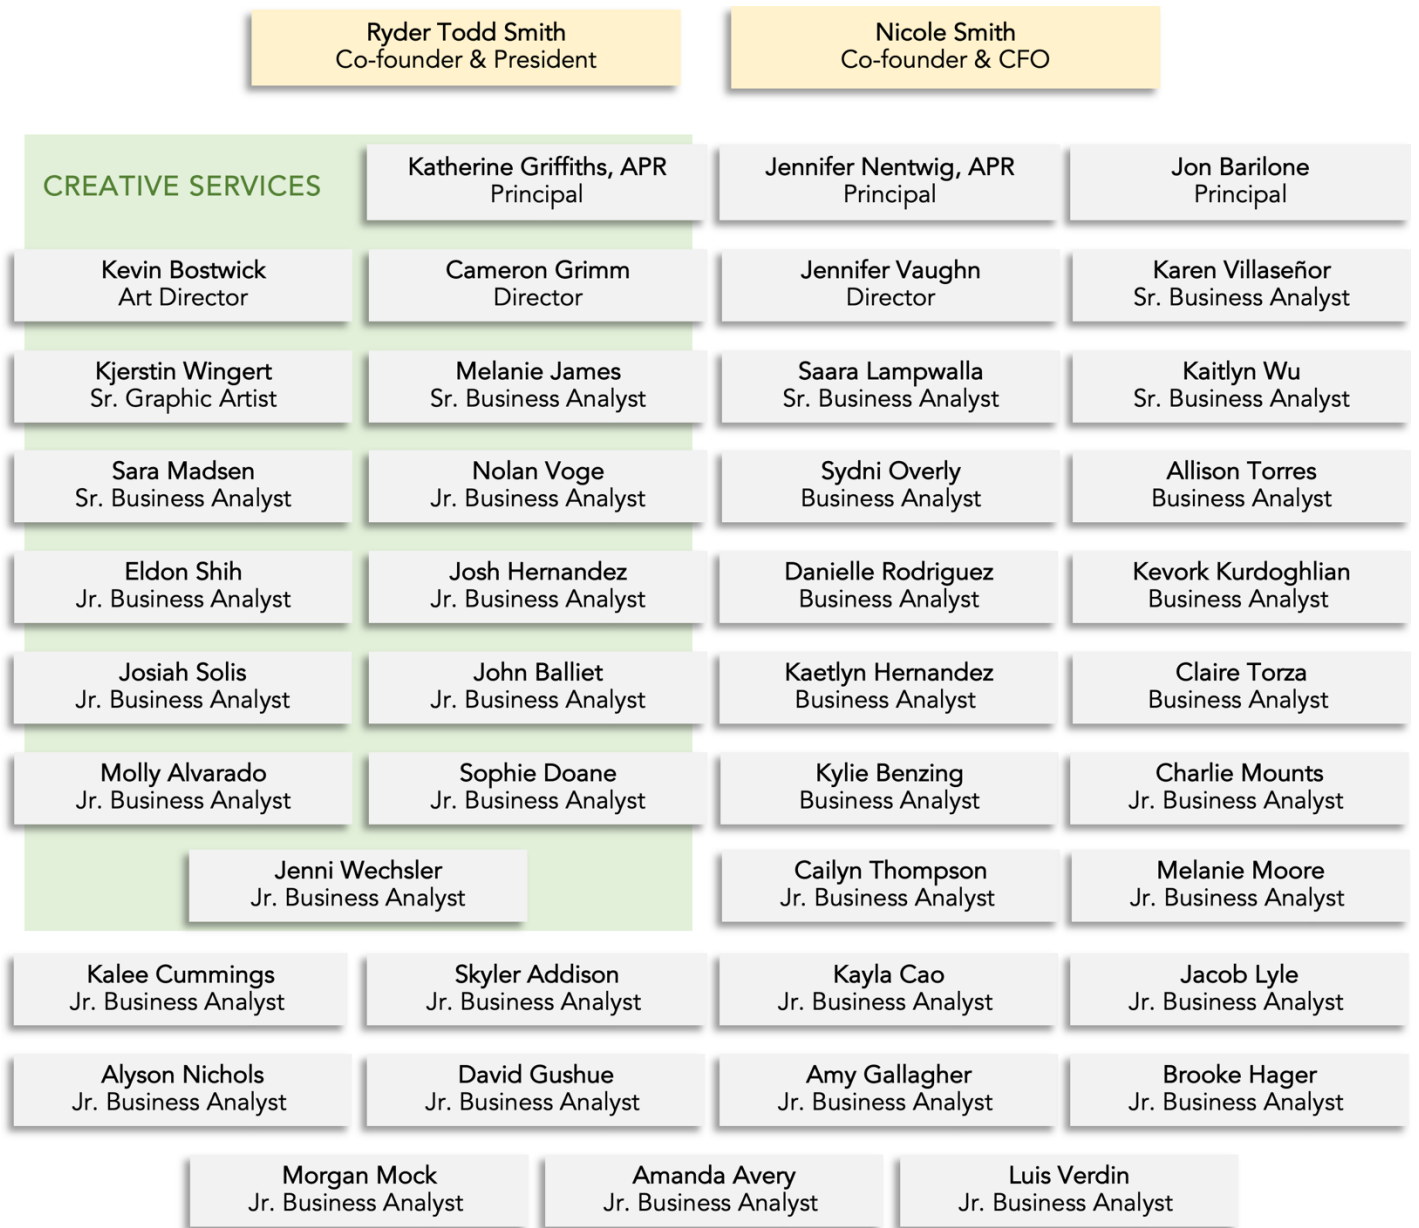 Ryder Todd Smith
Co-founder & President
Nicole Smith
Co-founder & CFO
CREATIVE SERVICES
Katherine Griffiths, APR
Principal
Jennifer Nentwig, APR
Principal
Jon Barilone
Principal
Kevin Bostwick
Art Director
Cameron Grimm
Director
Jennifer Vaughn
Director
Karen Villaseñor
Sr. Business Analyst
Kjerstin Wingert
Sr. Graphic Artist
Melanie James
Sr. Business Analyst
Saara Lampwalla
Sr. Business Analyst
Kaitlyn Wu
Sr. Business Analyst
Sara Madsen
Sr. Business Analyst
Nolan Voge
Jr. Business Analyst
Sydni Overly
Business Analyst
Allison Torres
Business Analyst
Eldon Shih
Jr. Business Analyst
Josh Hernandez
Jr. Business Analyst
Danielle Rodriguez
Business Analyst
Kevork Kurdoghlian
Business Analyst
Josiah Solis
Jr. Business Analyst
John Balliet
Jr. Business Analyst
Kaetlyn Hernandez
Business Analyst
Claire Torza
Business Analyst
Molly Alvarado
Jr. Business Analyst
Sophie Doane
Jr. Business Analyst
Kylie Benzing
Business Analyst
Charlie Mounts
Jr. Business Analyst
Jenni Wechsler
Jr. Business Analyst
Cailyn Thompson
Jr. Business Analyst
Melanie Moore
Jr. Business Analyst
Kalee Cummings
Jr. Business Analyst
Skyler Addison
Jr. Business Analyst
Kayla Cao
Jr. Business Analyst
Jacob Lyle
Jr. Business Analyst
Alyson Nichols
Jr. Business Analyst
David Gushue
Jr. Business Analyst
Amy Gallagher
Jr. Business Analyst
Brooke Hager
Jr. Business Analyst
Morgan Mock
Jr. Business Analyst
Amanda Avery
Jr. Business Analyst
Luis Verdin
Jr. Business Analyst